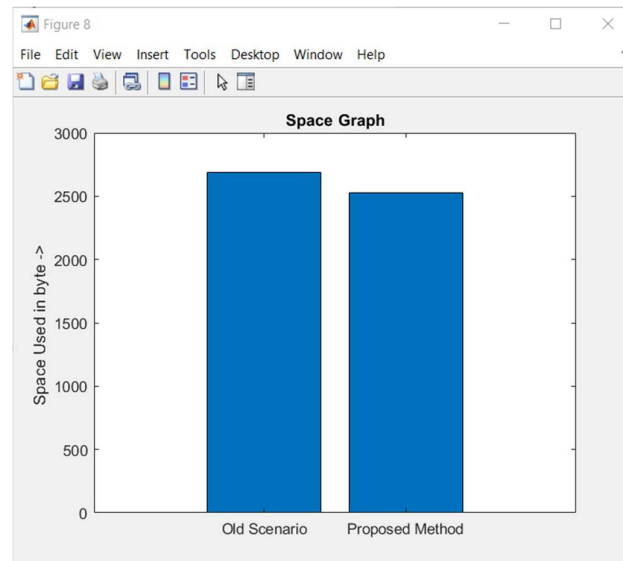 Figure 8
File Edit View Insert Tools Desktop Window Help
Space Graph
3000
2500
2000
1500
1000
500
0
Space Used in byte ->
Old Scenario Proposed Method